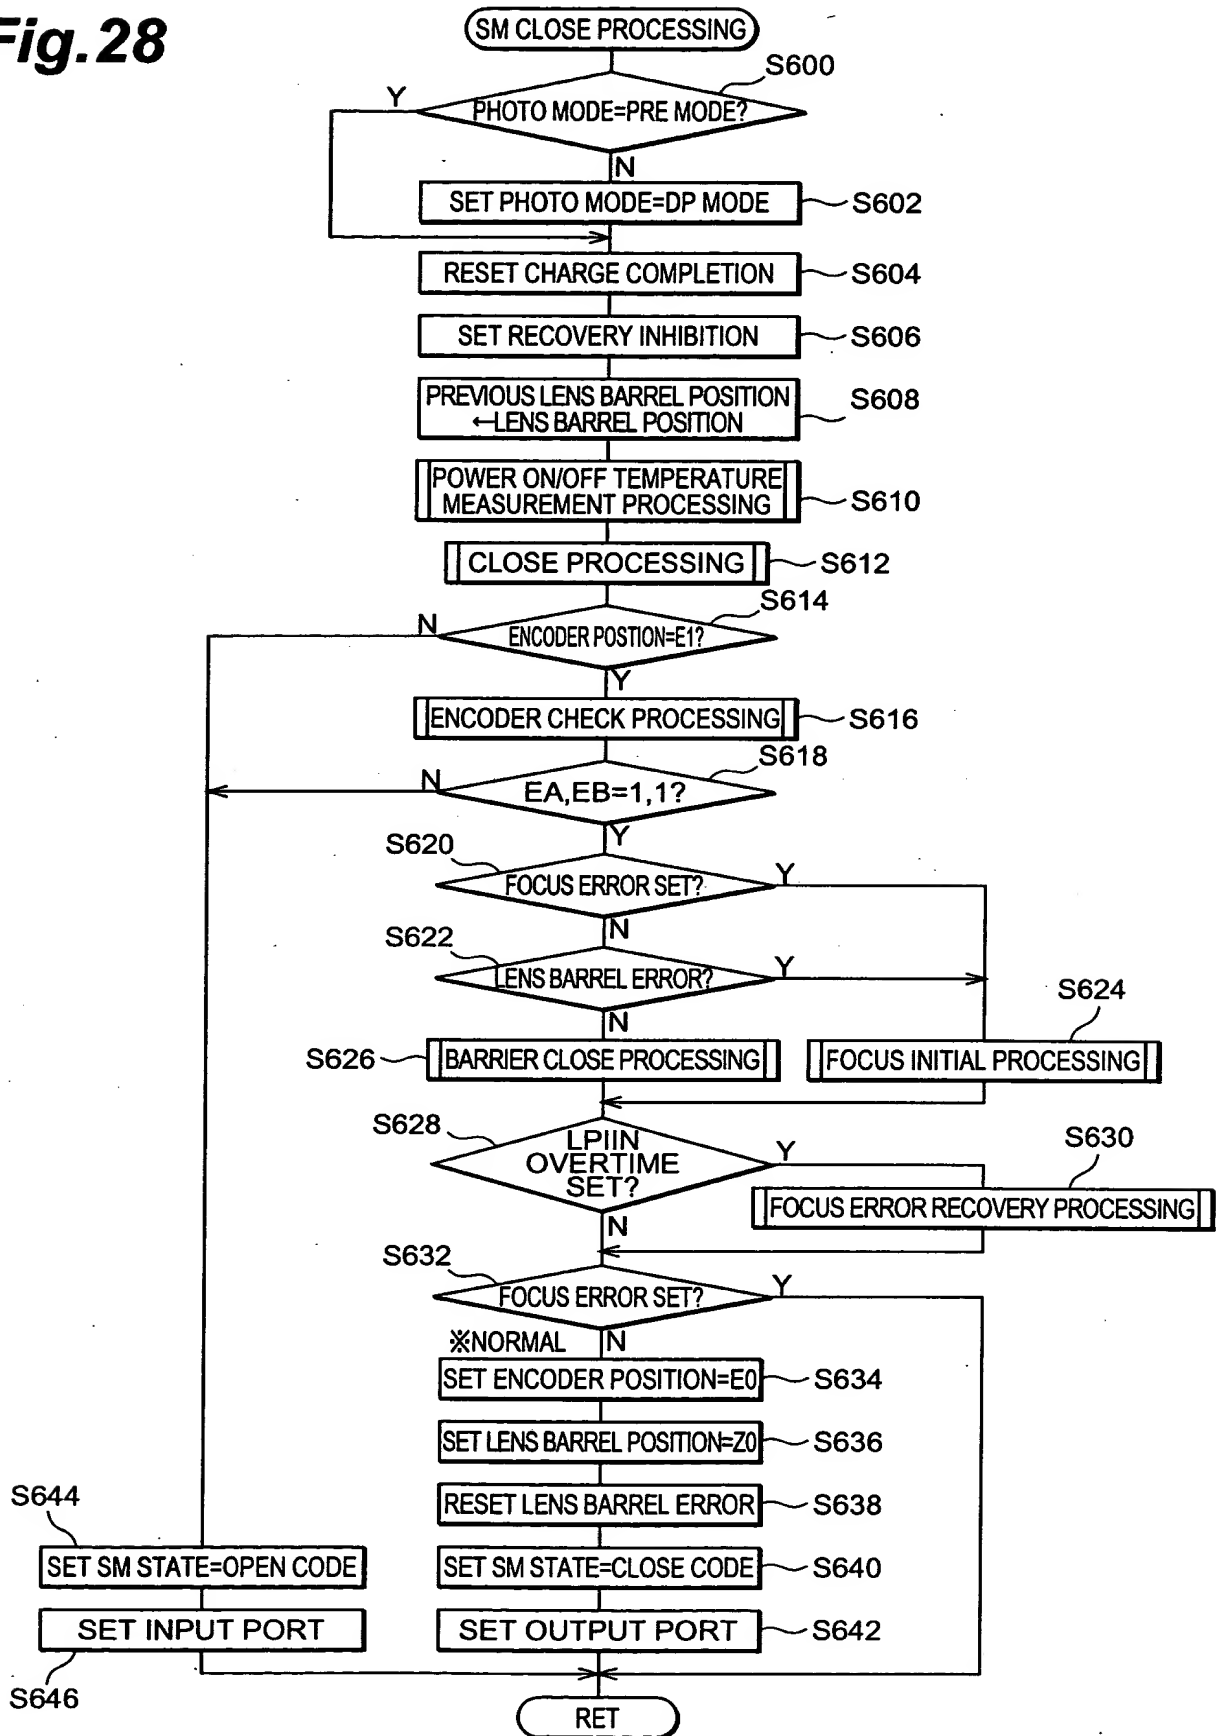 Fig.28
SM CLOSE PROCESSING
S600
Y
PHOTO MODE=PRE MODE?
N
SET PHOTO MODE=DP MODE
S602
RESET CHARGE COMPLETION
S604
SET RECOVERY INHIBITION
S606
PREVIOUS LENS BARREL POSITION
←LENS BARREL POSITION
S608
POWER ON/OFF TEMPERATURE
MEASUREMENT PROCESSING
S610
CLOSE PROCESSING
S612
S614
N
ENCODER POSTION=E1?
Y
ENCODER CHECK PROCESSING
S616
S618
N
EA,EB=1,1?
Y
S620
FOCUS ERROR SET?
Y
N
S622
LENS BARREL ERROR?
Y
N
S624
S626
BARRIER CLOSE PROCESSING
FOCUS INITIAL PROCESSING
S628
LPIIN
OVERTIME
SET?
Y
S630
FOCUS ERROR RECOVERY PROCESSING
N
S632
FOCUS ERROR SET?
Y
※NORMAL
N
SET ENCODER POSITION=E0
S634
SET LENS BARREL POSITION=Z0
S636
RESET LENS BARREL ERROR
S638
S644
SET SM STATE=OPEN CODE
SET SM STATE=CLOSE CODE
S640
SET INPUT PORT
SET OUTPUT PORT
S642
S646
RET